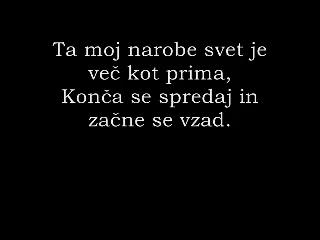 Ta moj narobe svet je
več kot prima,
Konča se spredaj in
začne se vzad.